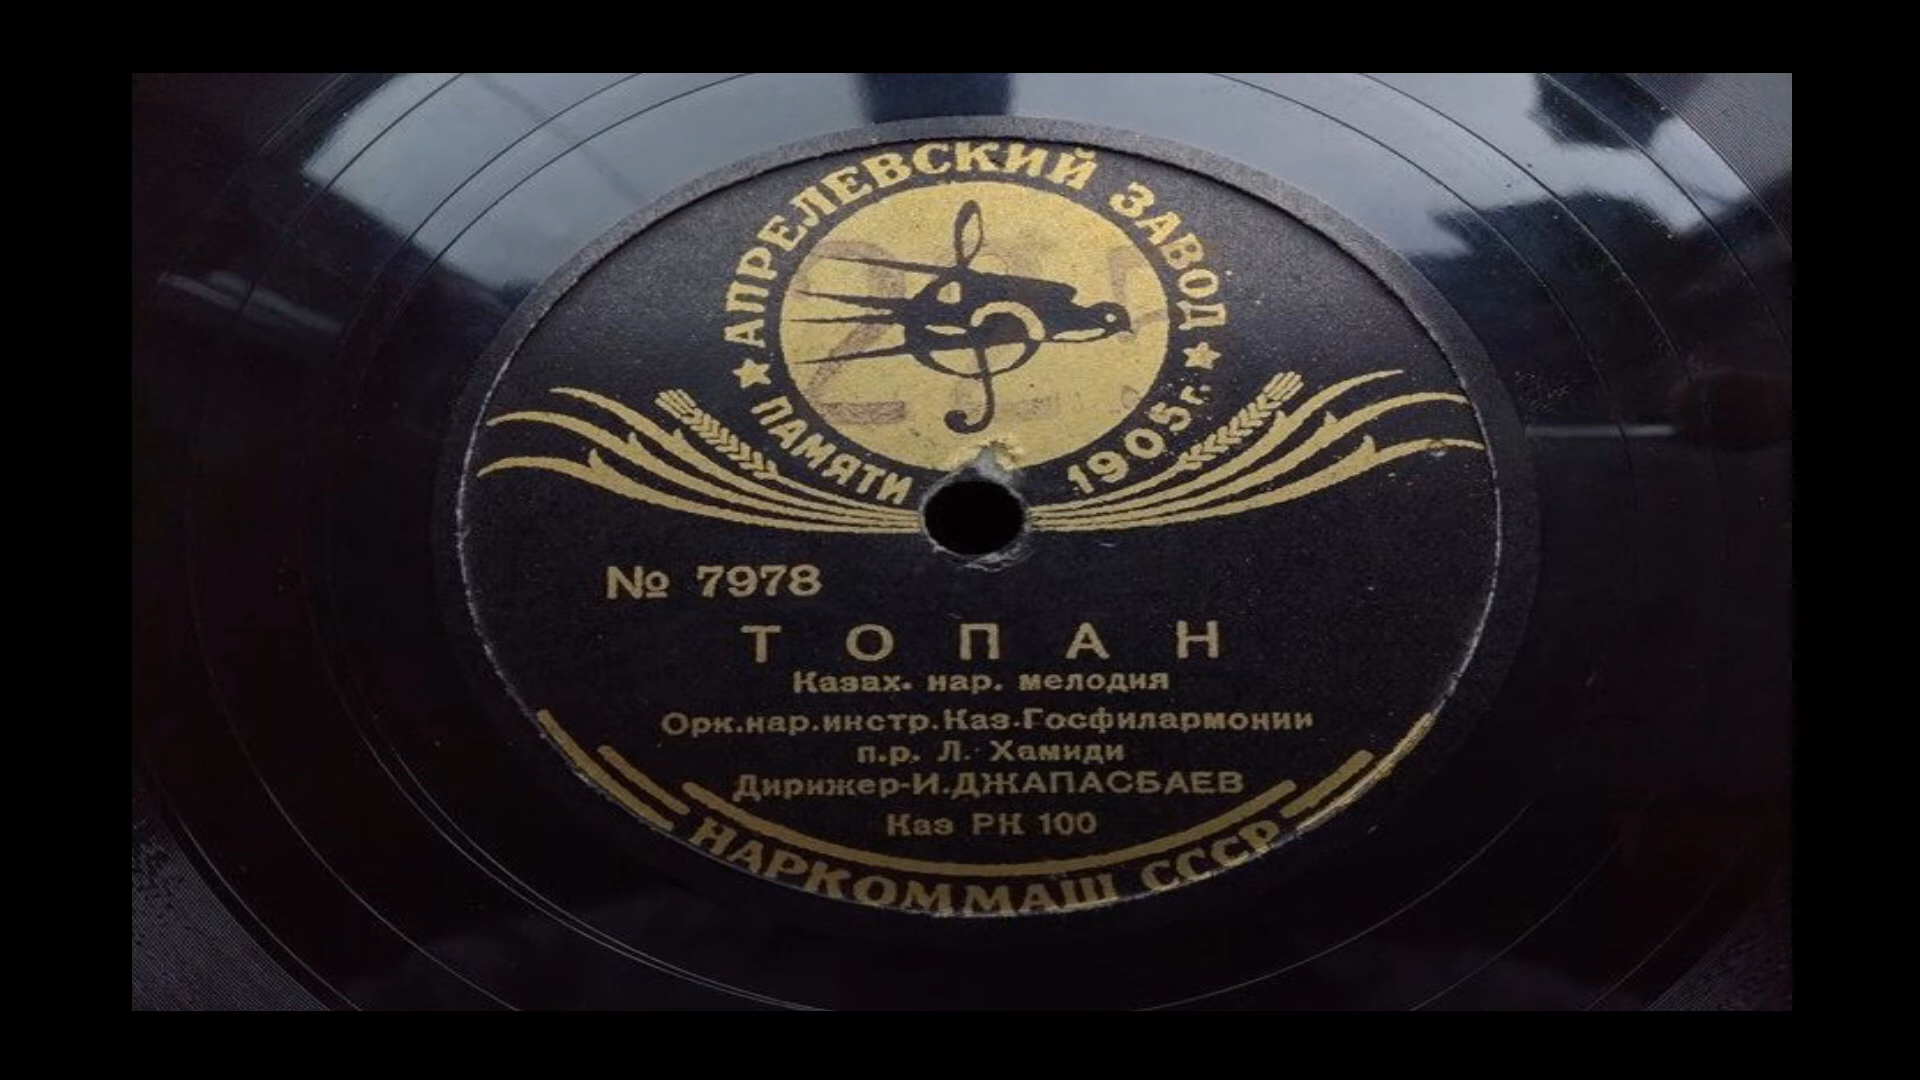 АПРЕЛЕВСКИЙ ЗАВОД
ПАМЯТИ 1905 г.
№ 7978
ТОПАН
Казах. нар. мелодия
Орк.нар.инстр.Каз.Госфилармонии
п.р. Л. Хамиди
Дирижер-И.ДЖАПАСБАЕВ
Каз РК 100
НАРКОММАШ СССР